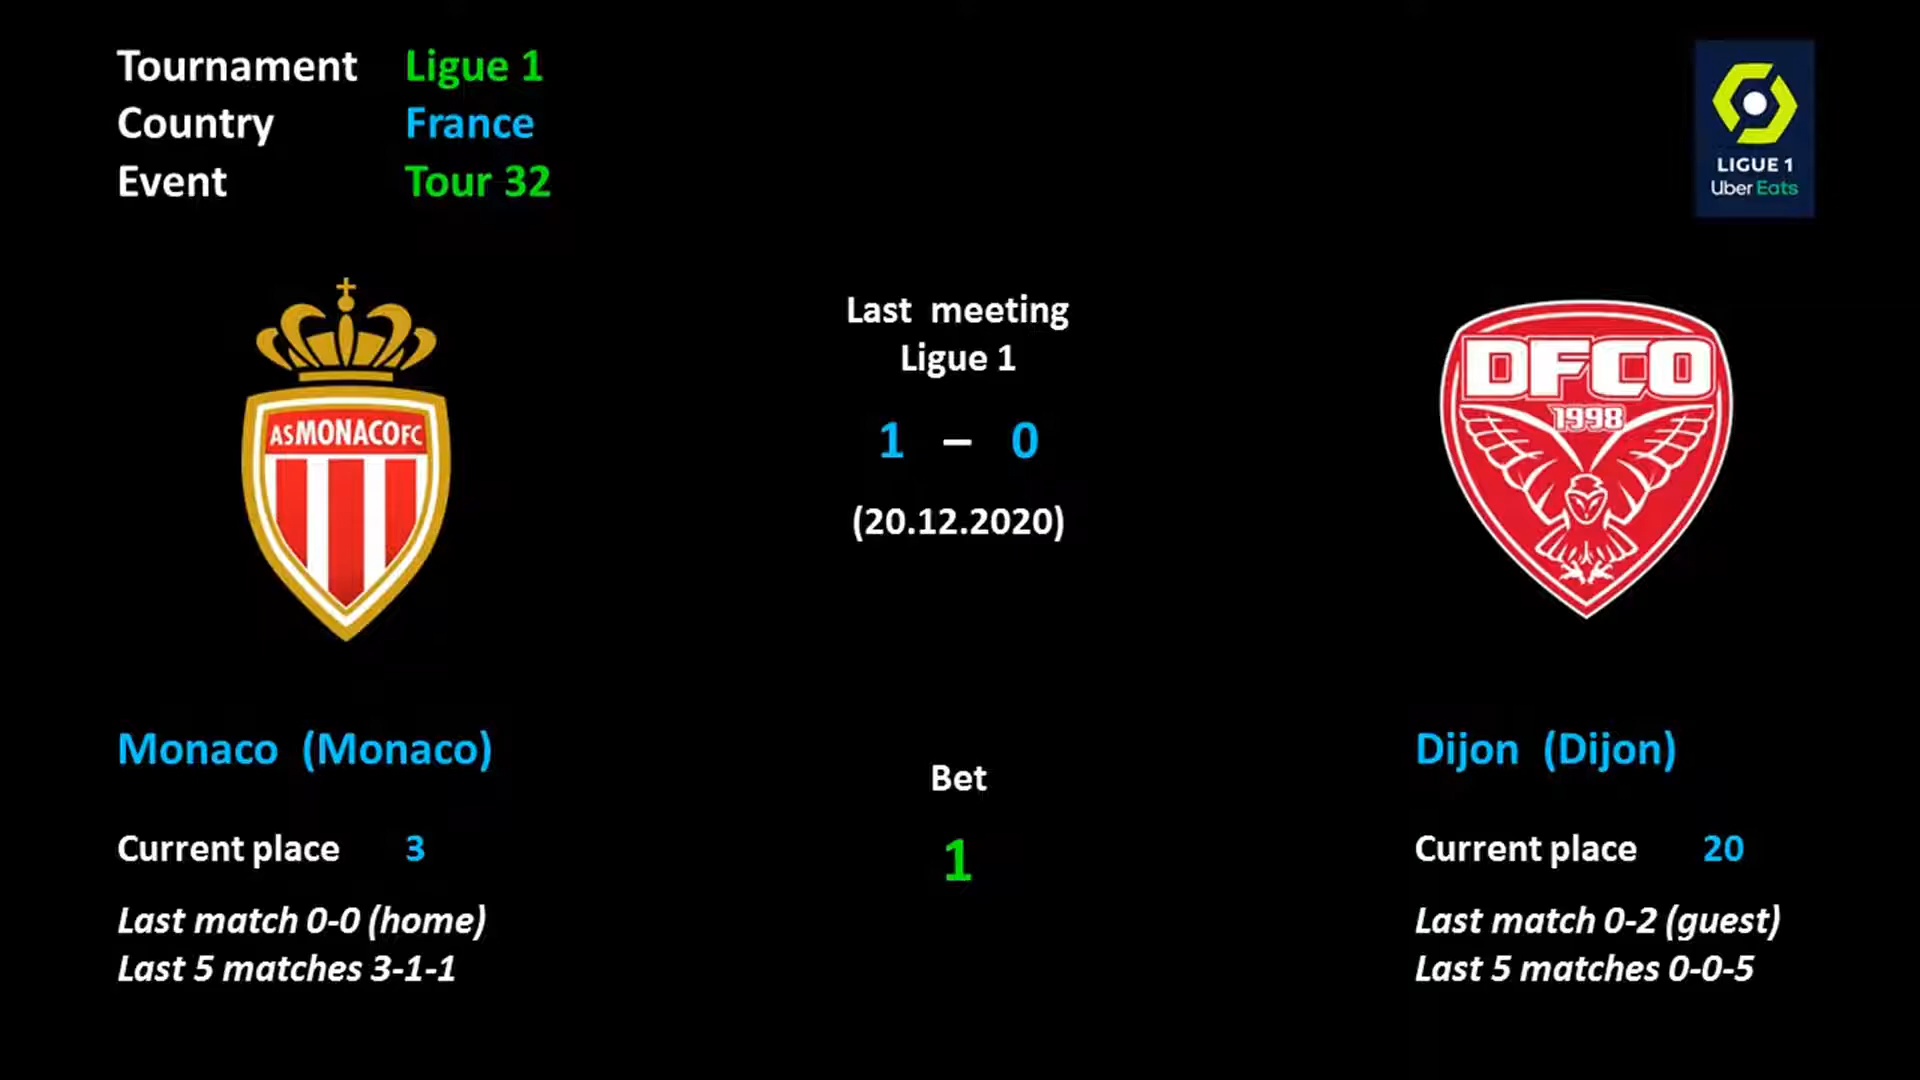 Tournament Ligue 1
Country France
Event Tour 32
LIGUE 1
Uber Eats
Last meeting
Ligue 1
1 – 0
(20.12.2020)
AS MONACO FC
DFCO
1998
Monaco (Monaco)
Dijon (Dijon)
Bet
1
Current place 3
Current place 20
Last match 0-0 (home)
Last 5 matches 3-1-1
Last match 0-2 (guest)
Last 5 matches 0-0-5